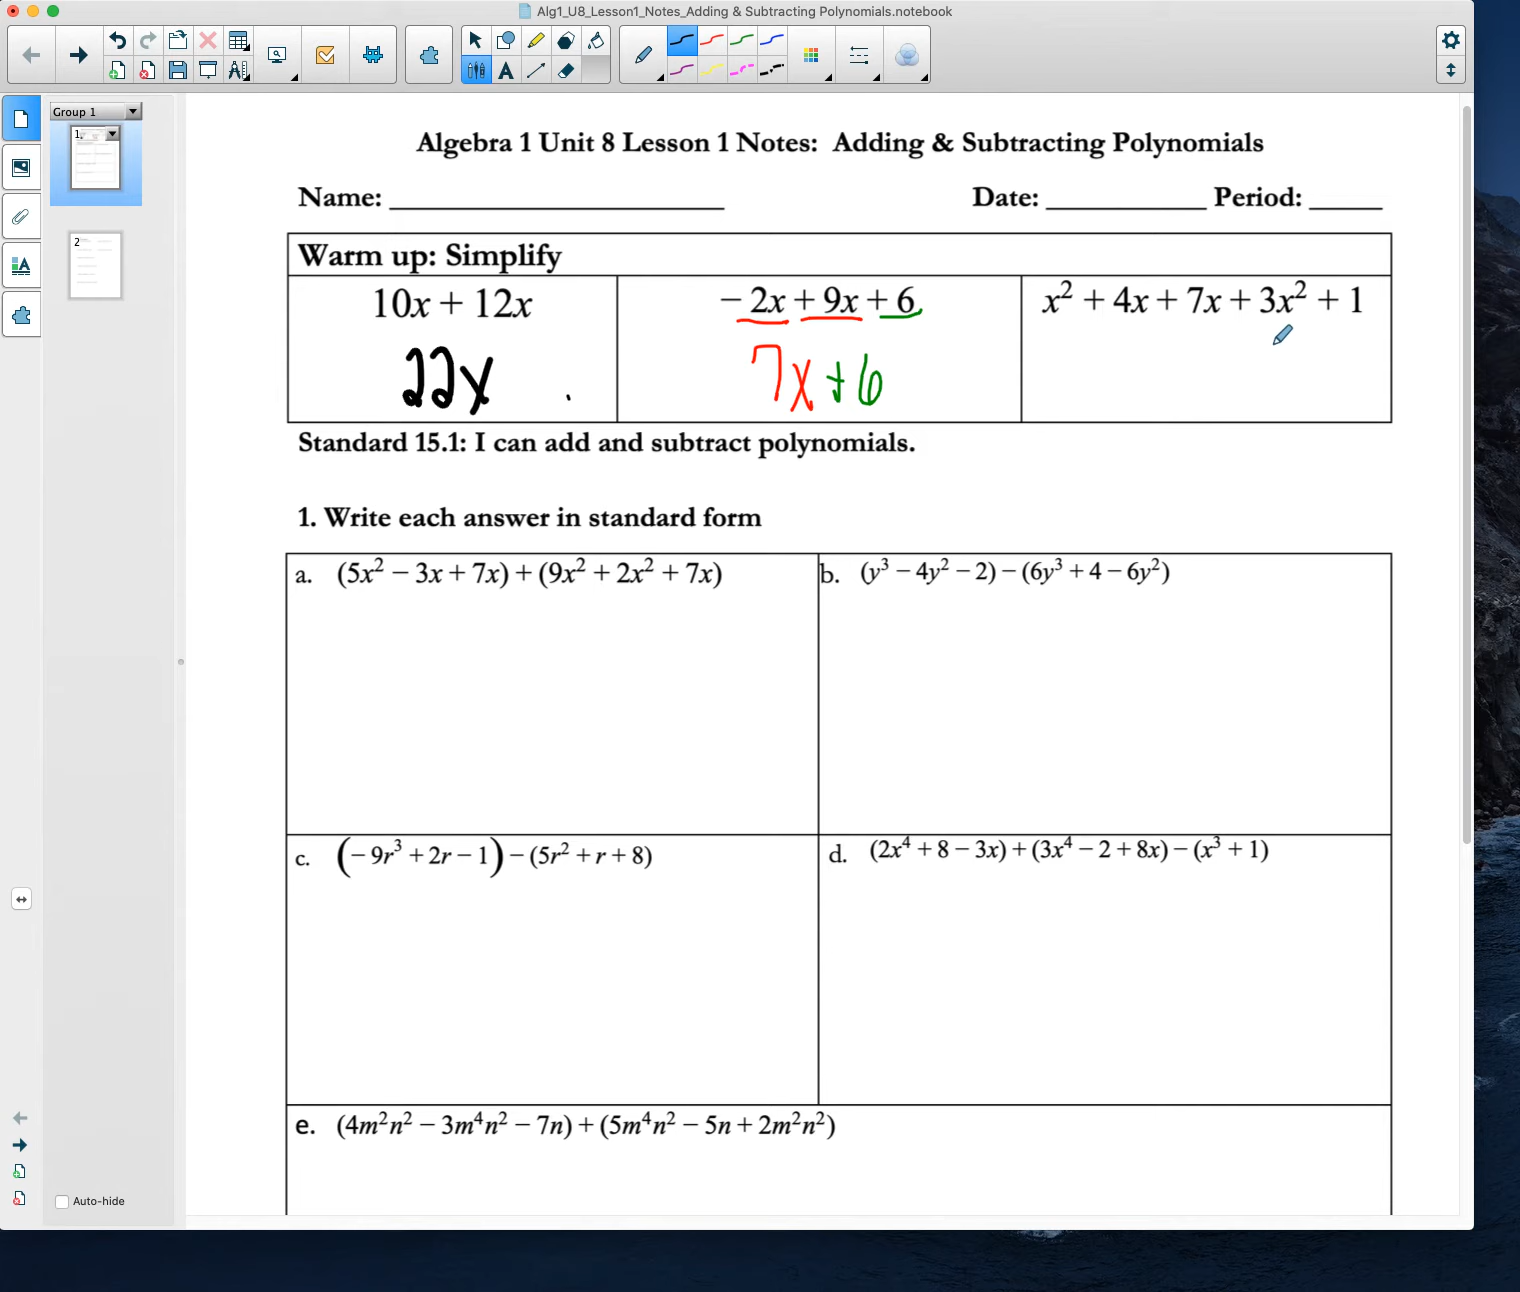 Alg1_U8_Lesson1_Notes_Adding & Subtracting Polynomials.notebook
Group 1
1
2
Algebra 1 Unit 8 Lesson 1 Notes: Adding & Subtracting Polynomials
Name: ____________________ Date: __________ Period: _____
Warm up: Simplify
10x + 12x
22x
− 2x + 9x + 6
7x + 6
x² + 4x + 7x + 3x² + 1
Standard 15.1: I can add and subtract polynomials.
1. Write each answer in standard form
a. (5x² − 3x + 7x) + (9x² + 2x² + 7x)
b. (y³ − 4y² − 2) − (6y³ + 4 − 6y²)
c. (− 9r³ + 2r − 1) − (5r² + r + 8)
d. (2x⁴ + 8 − 3x) + (3x⁴ − 2 + 8x) − (x³ + 1)
e. (4m²n² − 3m⁴n² − 7n) + (5m⁴n² − 5n + 2m²n²)
Auto-hide